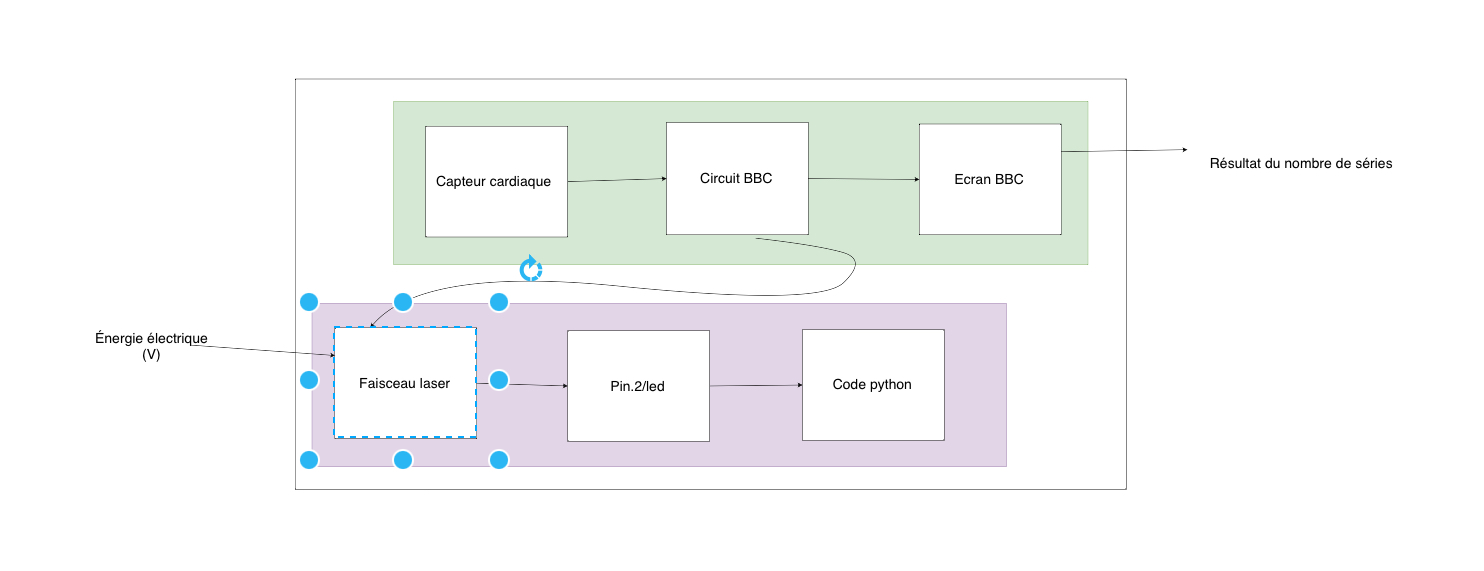 Capteur cardiaque
Circuit BBC
Ecran BBC
Résultat du nombre de séries
Énergie électrique
(V)
Faisceau laser
Pin.2/led
Code python